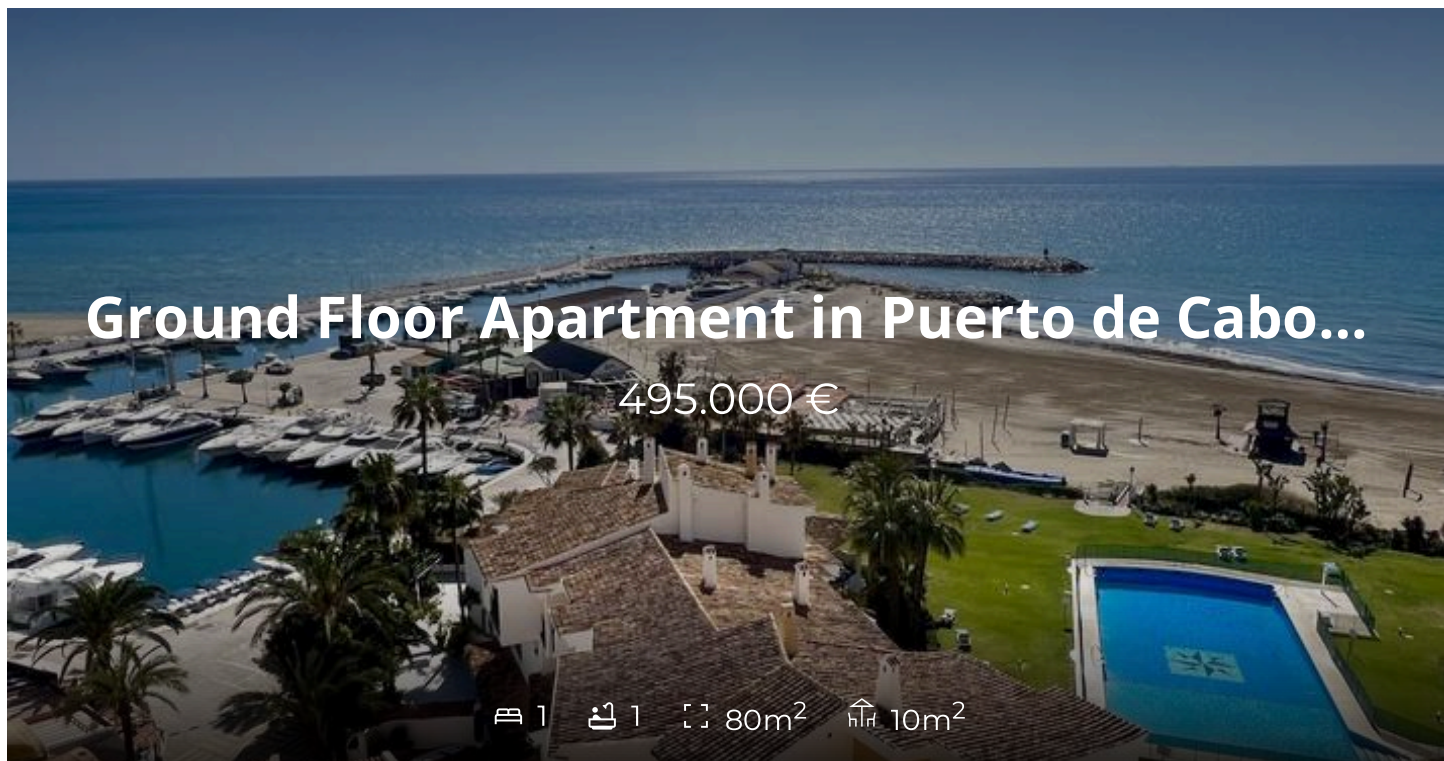 Ground Floor Apartment in Puerto de Cabo...
495.000 €
1 1 80m² 10m²